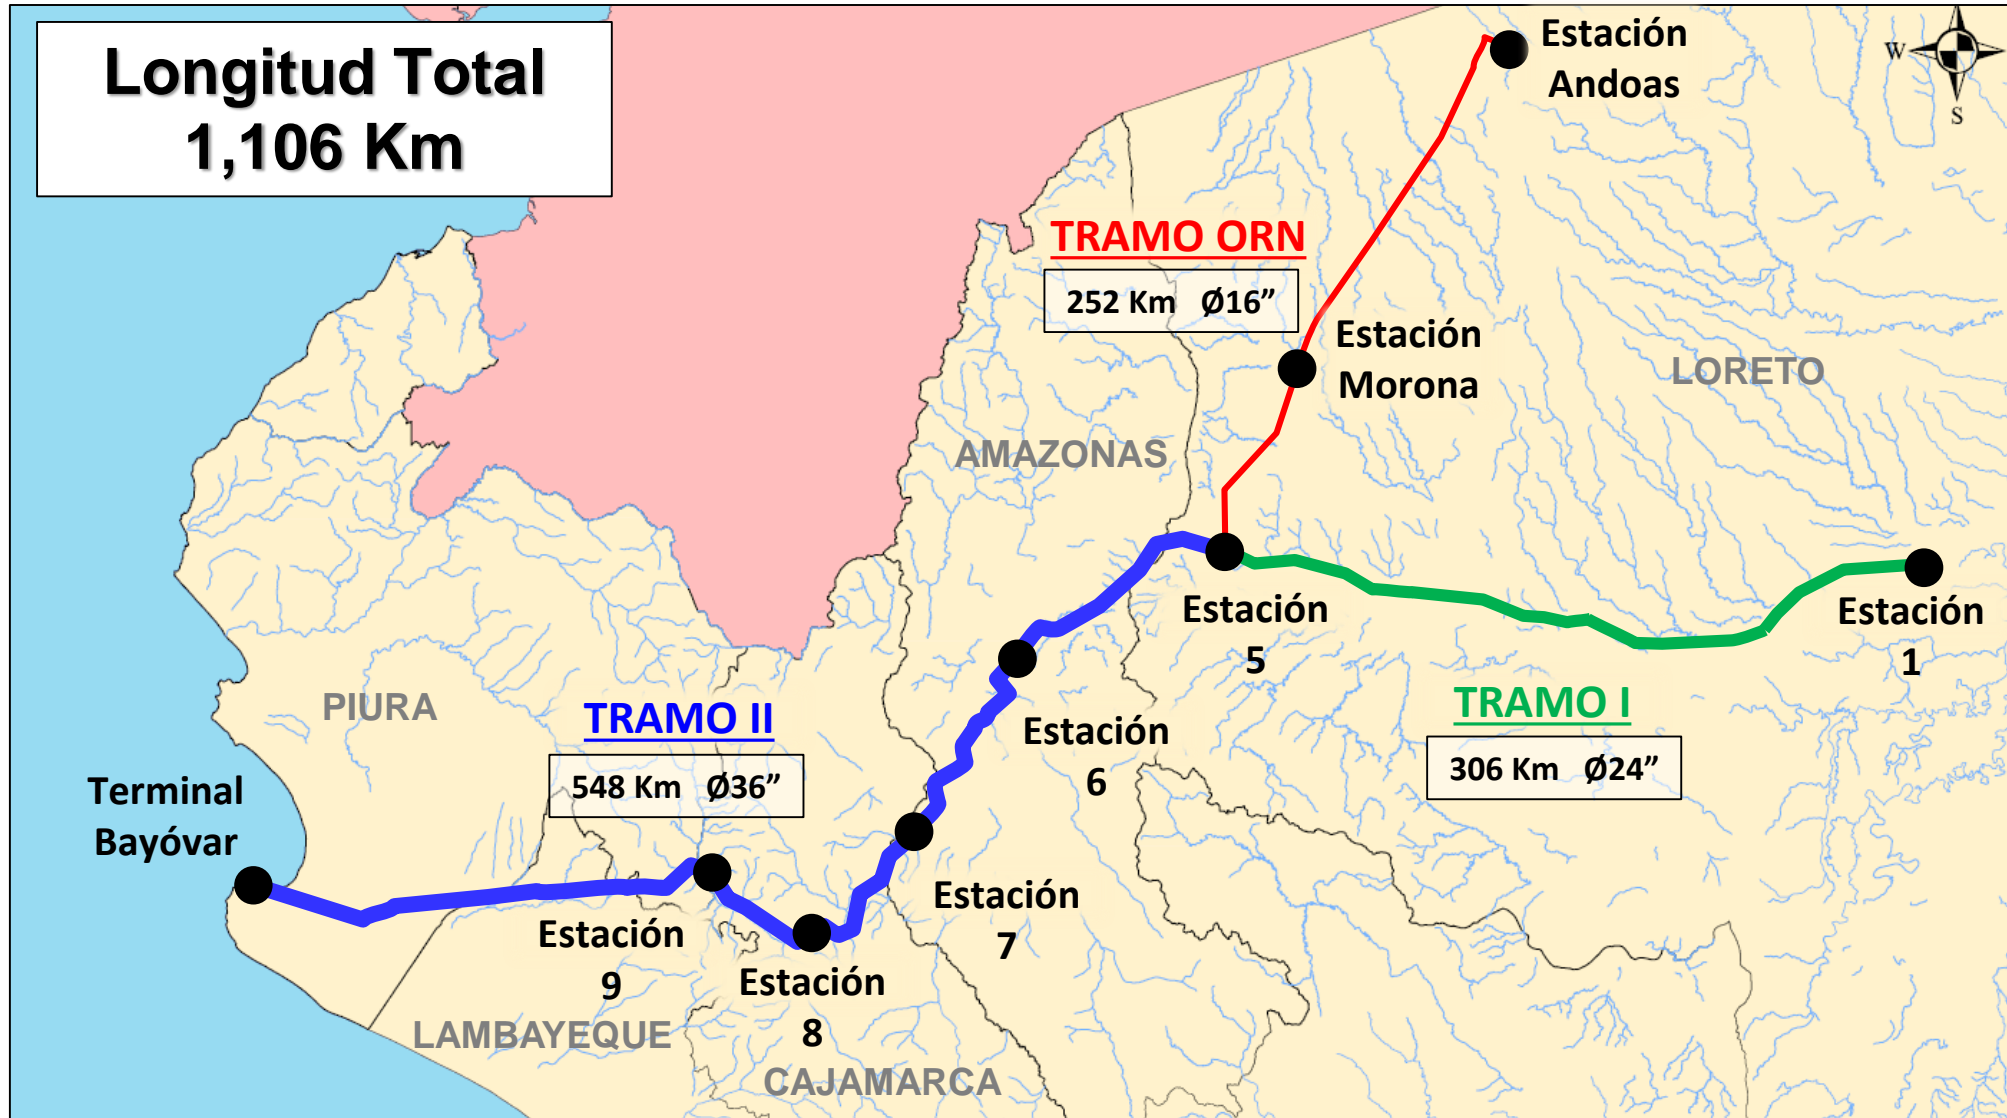 Longitud Total
1,106 Km
Estación
Andoas
W
S
TRAMO ORN
252 Km Ø16”
Estación
Morona
LORETO
AMAZONAS
Estación
5
Estación
1
PIURA
TRAMO II
548 Km Ø36”
TRAMO I
306 Km Ø24”
Estación
6
Terminal
Bayóvar
Estación
7
Estación
9
Estación
8
LAMBAYEQUE
CAJAMARCA